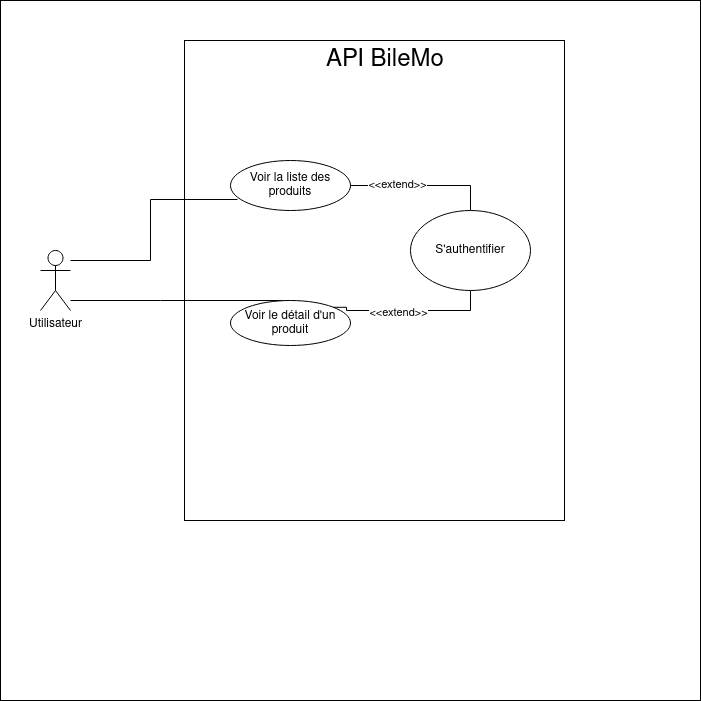 API BileMo
Voir la liste des
produits
<<extend>>
S'authentifier
Utilisateur
Voir le détail d'un
produit
<<extend>>